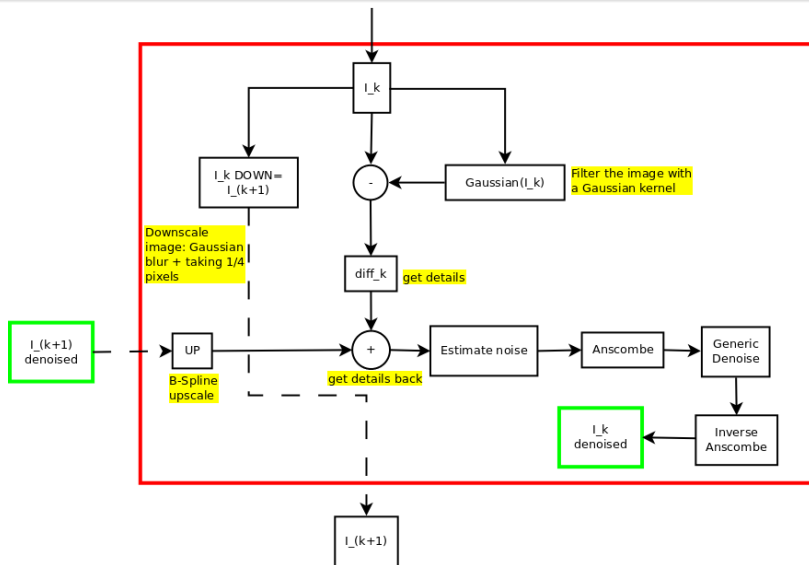 I_k
I_k DOWN=
I_(k+1)
-
Gaussian(I_k)
Filter the image with
a Gaussian kernel
Downscale
image: Gaussian
blur + taking 1/4
pixels
diff_k
get details
I_(k+1)
denoised
UP
B-Spline
upscale
+
get details back
Estimate noise
Anscombe
Generic
Denoise
I_k
denoised
Inverse
Anscombe
I_(k+1)